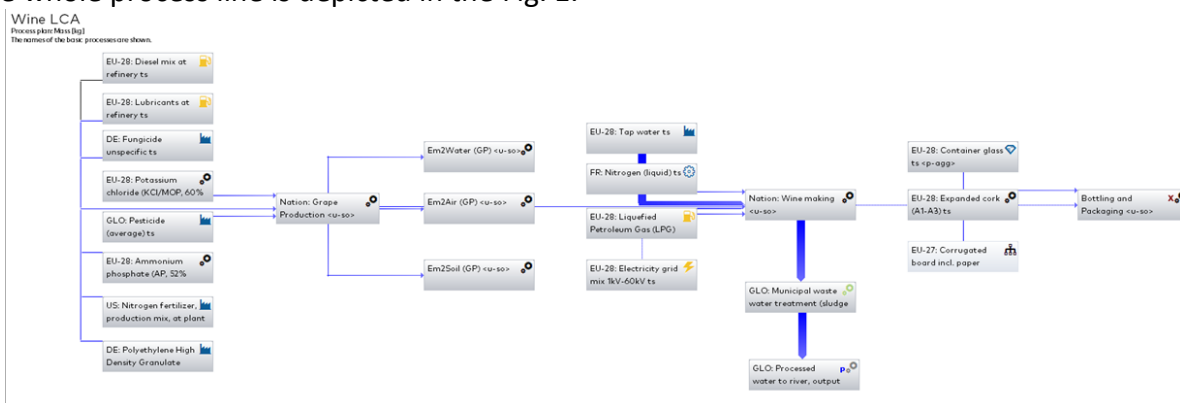 e whole process line is depicted in the Fig. 2.
Wine LCA
Process plan: Mass [kg]
The names of the basic processes are shown.
EU-28: Diesel mix at
refinery ts
EU-28: Lubricants at
refinery ts
DE: Fungicide
unspecific ts
EU-28: Potassium
chloride (KCl/MOP, 60%
GLO: Pesticide
(average) ts
EU-28: Ammonium
phosphate (AP, 52%
US: Nitrogen fertilizer,
production mix, at plant
DE: Polyethylene High
Density Granulate
Nation: Grape
Production <u-so>
Em2Water (GP) <u-so>
Em2Air (GP) <u-so>
Em2Soil (GP) <u-so>
EU-28: Tap water ts
FR: Nitrogen (liquid) ts
EU-28: Liquefied
Petroleum Gas (LPG)
EU-28: Electricity grid
mix 1kV-60kV ts
Nation: Wine making
<u-so>
GLO: Municipal waste
water treatment (sludge
GLO: Processed
water to river, output
P
EU-28: Container glass
ts <p-agg>
EU-28: Expanded cork
(A1-A3) ts
EU-27: Corrugated
board incl. paper
Bottling and
Packaging <u-so>
X